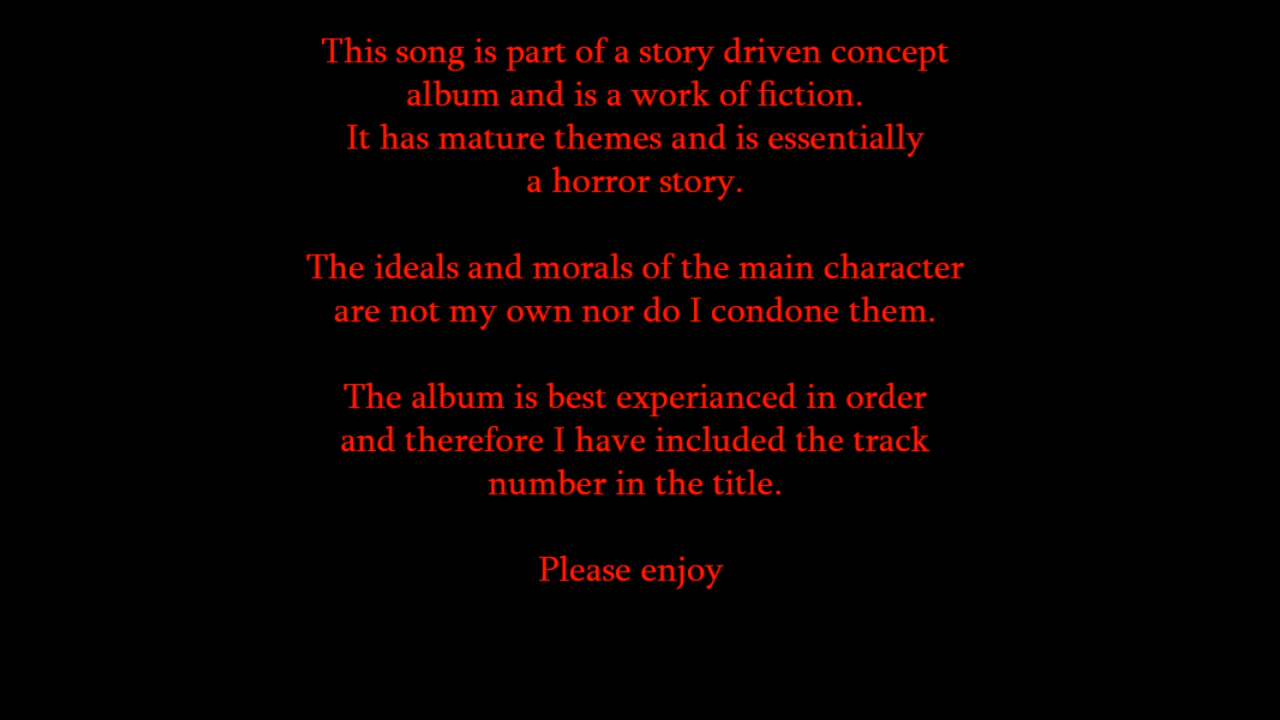 This song is part of a story driven concept
album and is a work of fiction.
It has mature themes and is essentially
a horror story.
The ideals and morals of the main character
are not my own nor do I condone them.
The album is best experianced in order
and therefore I have included the track
number in the title.
Please enjoy